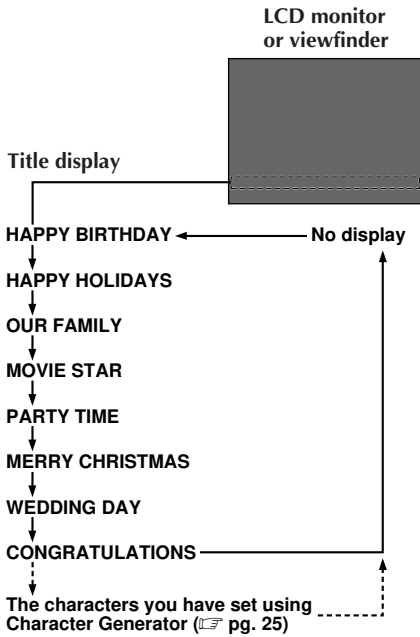 LCD monitor
or viewfinder
Title display
HAPPY BIRTHDAY
No display
HAPPY HOLIDAYS
OUR FAMILY
MOVIE STAR
PARTY TIME
MERRY CHRISTMAS
WEDDING DAY
CONGRATULATIONS
The characters you have set using
Character Generator (☞ pg. 25)